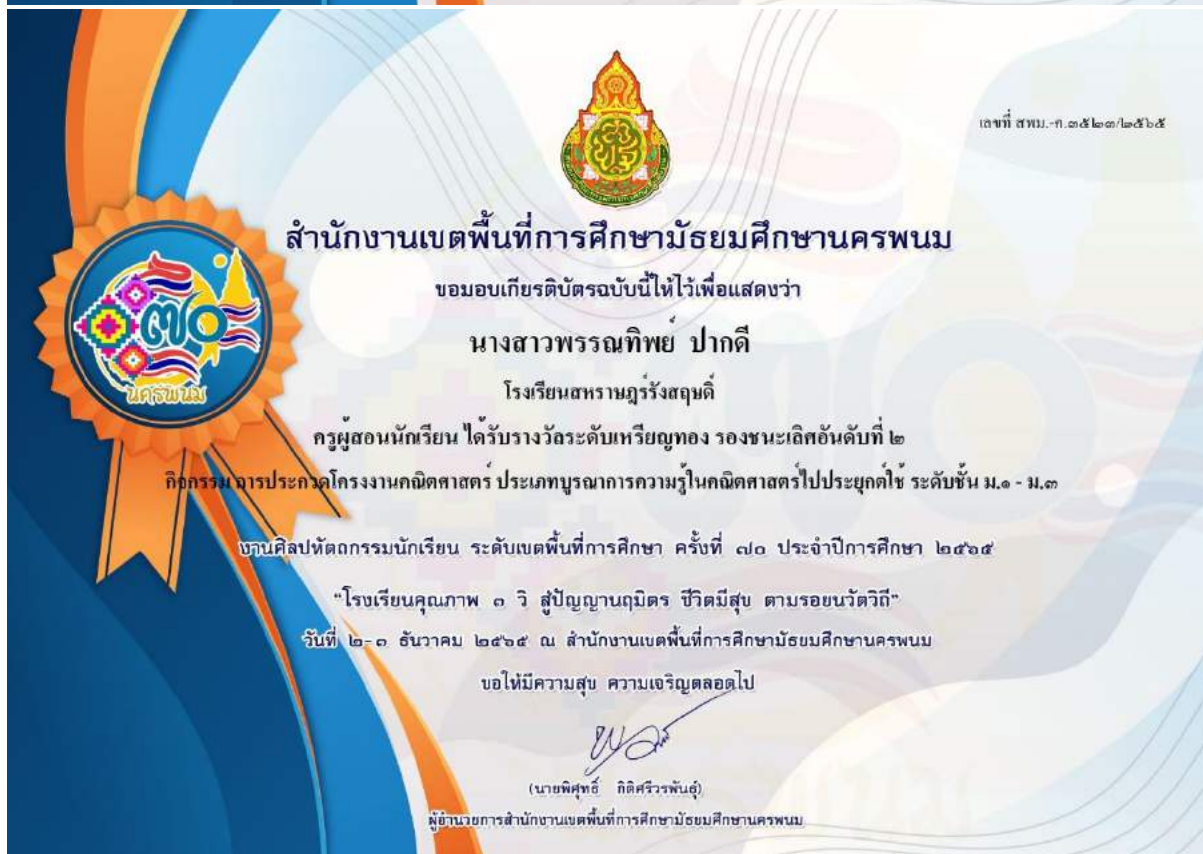 เลขที่ สพม.-ค.๓๕๒๓/๒๕๖๕
สำนักงานเขตพื้นที่การศึกษามัธยมศึกษานครพนม
ขอมอบเกียรติบัตรฉบับนี้ให้ไว้เพื่อแสดงว่า
นางสาวพรรณทิพย์ ปากดี
โรงเรียนสหราษฎร์รังสฤษดิ์
ครูผู้สอนนักเรียน ได้รับรางวัลระดับเหรียญทอง รองชนะเลิศอันดับที่ ๒
กิจกรรม การประกวดโครงงานคณิตศาสตร์ ประเภทบูรณาการความรู้ในคณิตศาสตร์ไปประยุกต์ใช้ ระดับชั้น ม.๑ - ม.๓
งานศิลปหัตถกรรมนักเรียน ระดับเขตพื้นที่การศึกษา ครั้งที่ ๗๐ ประจำปีการศึกษา ๒๕๖๕
“โรงเรียนคุณภาพ ๓ วิ สู่ปัญญานฤมิตร ชีวิตมีสุข ตามรอยนวัตวิถี”
วันที่ ๒-๓ ธันวาคม ๒๕๖๕ ณ สำนักงานเขตพื้นที่การศึกษามัธยมศึกษานครพนม
ขอให้มีความสุข ความเจริญตลอดไป
(นายพิศุทธิ์ กิติศรีวรพันธุ์)
ผู้อำนวยการสำนักงานเขตพื้นที่การศึกษามัธยมศึกษานครพนม
๗๐
นครพนม